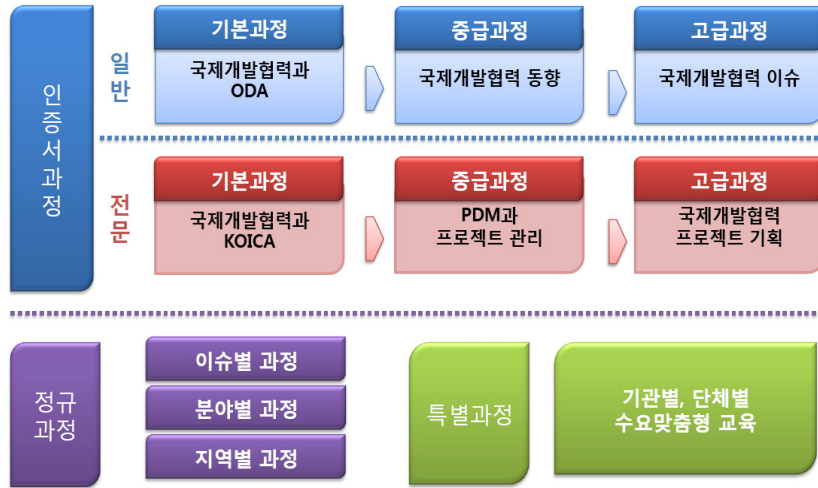 인증서과정
일반
기본과정
국제개발협력과
ODA
중급과정
국제개발협력 동향
고급과정
국제개발협력 이슈
전문
기본과정
국제개발협력과
KOICA
중급과정
PDM과
프로젝트 관리
고급과정
국제개발협력
프로젝트 기획
정규
과정
이슈별 과정
분야별 과정
지역별 과정
특별과정
기관별, 단체별
수요맞춤형 교육